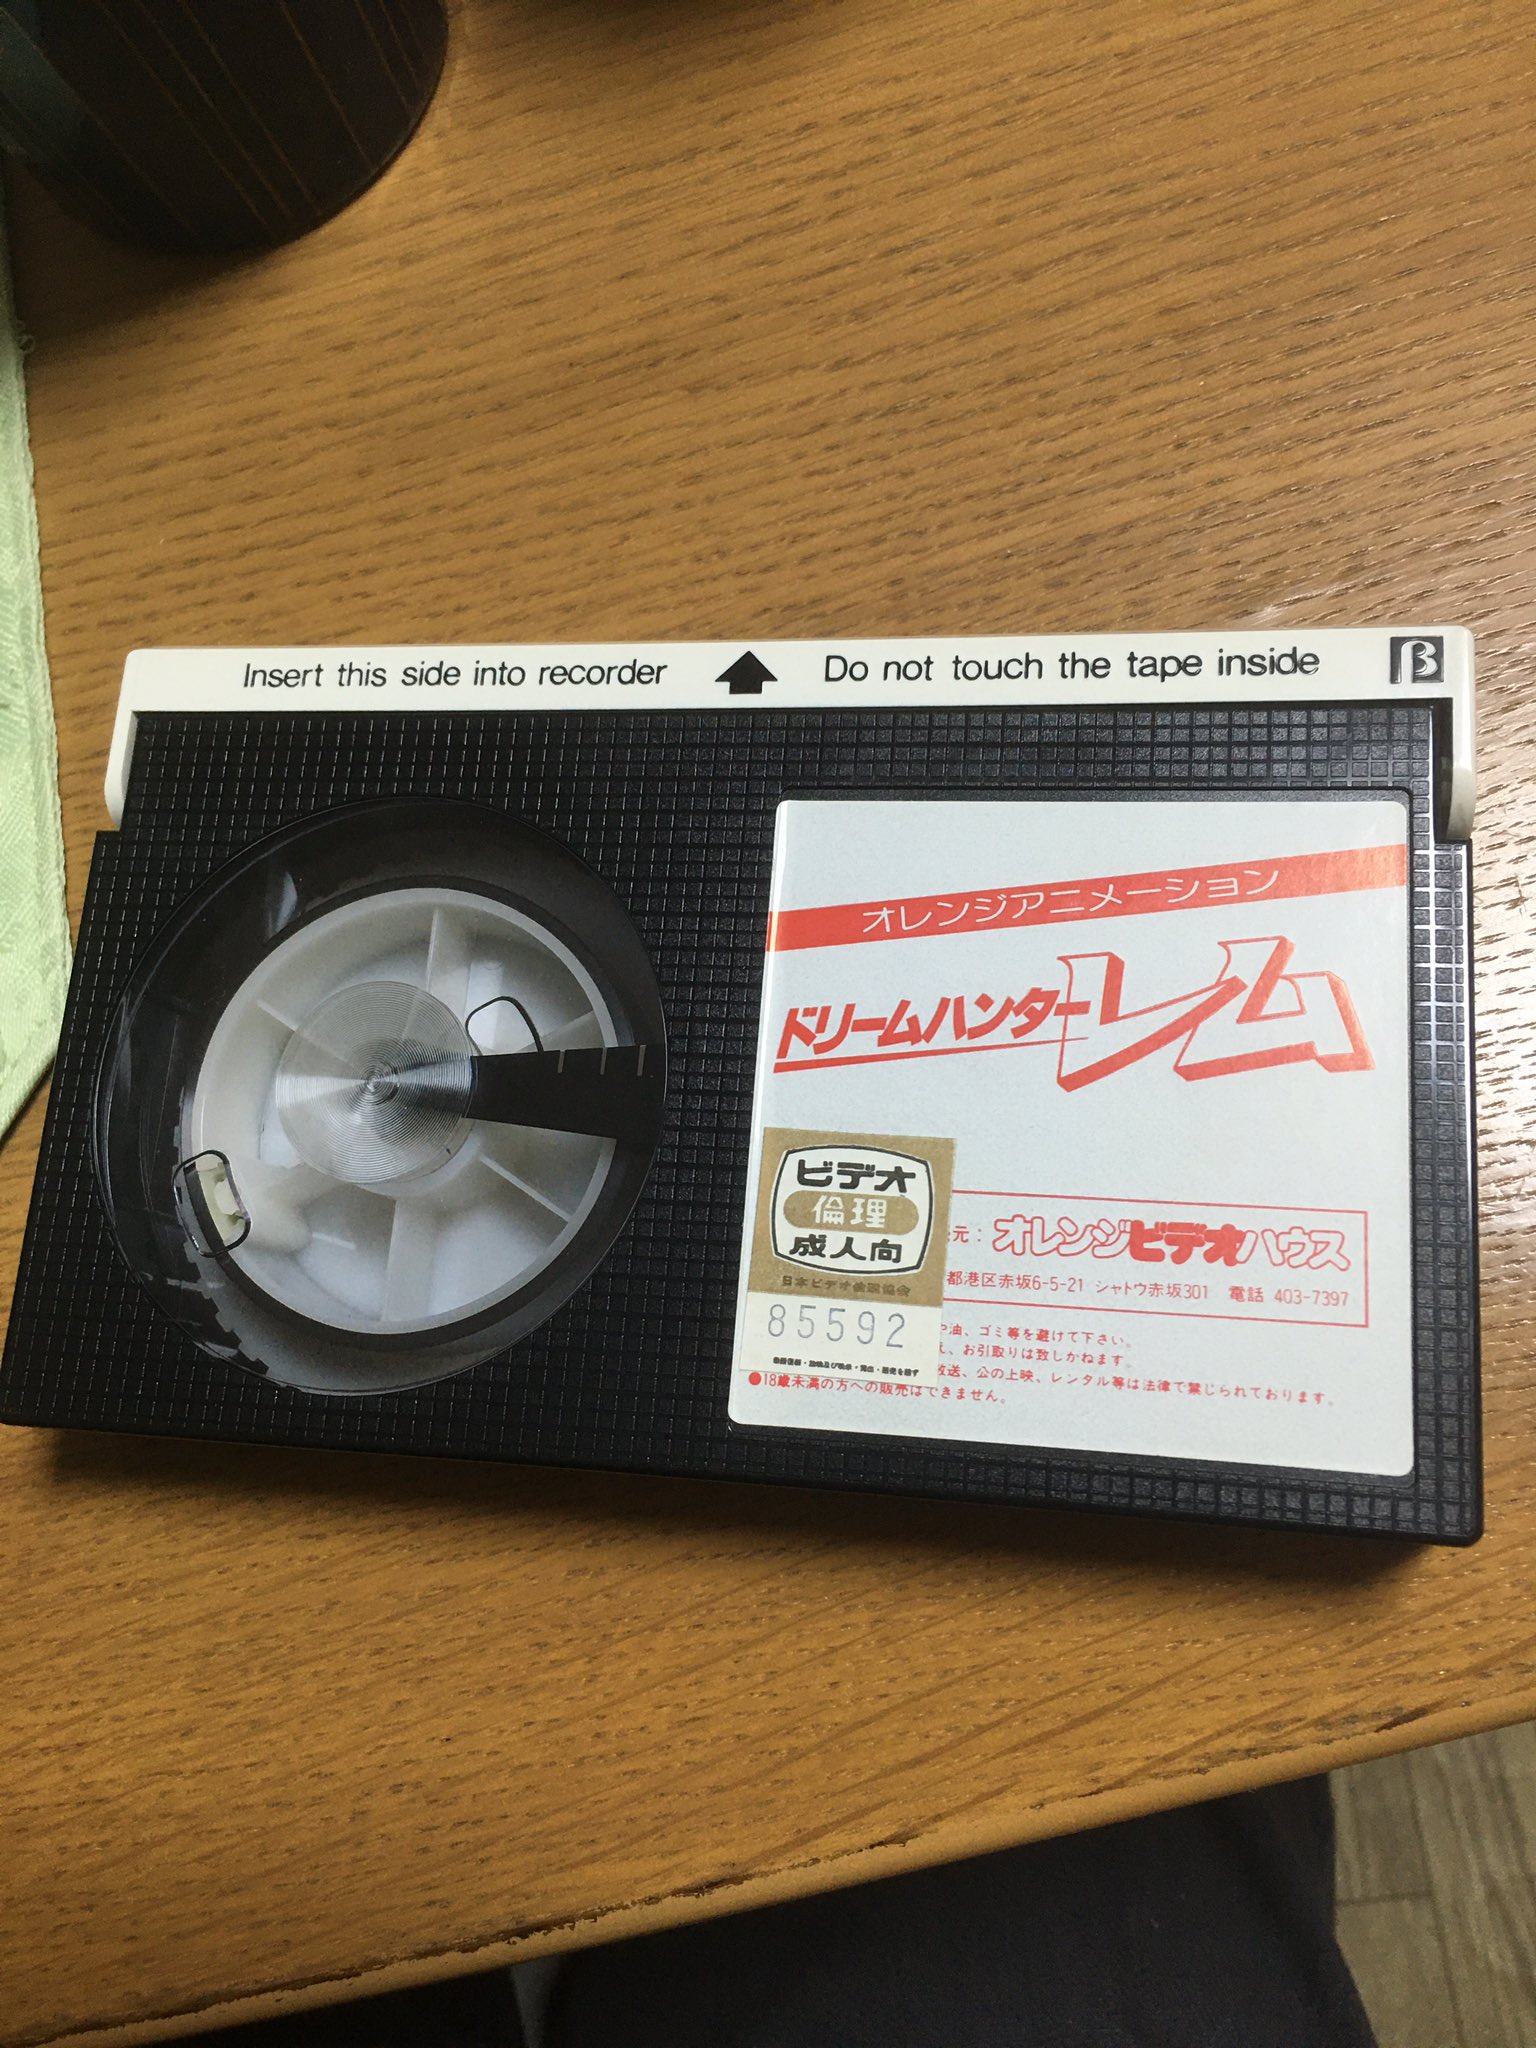 Insert this side into recorder
Do not touch the tape inside
β
オレンジアニメーション
ドリームハンターレム
ビデオ
倫理
成人向
日本ビデオ倫理協会
85592
元：オレンジビデオハウス
都港区赤坂6-5-21 シャトウ赤坂301 電話 403-7397
油、ゴミ等を避けて下さい。
お引取りは致しかねます。
放送、公の上映、レンタル等は法律で禁じられております。
●18歳未満の方への販売はできません。